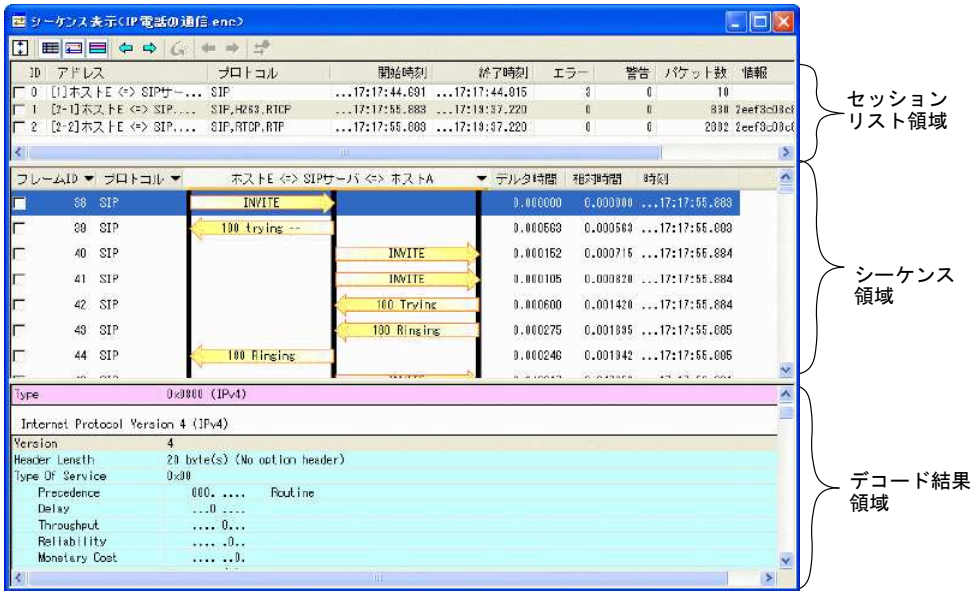 シーケンス表示<IP電話の通信.enc>
ID アドレス プロトコル 開始時刻 終了時刻 エラー 警告 パケット数 情報
0 [1]ホストE <=> SIPサー... SIP ...17:17:44.691 ...17:17:44.815 3 0 10
1 [2-1]ホストE <=> SIP.... SIP,H263,RTCP ...17:17:55.883 ...17:19:37.220 0 0 830
2 [2-2]ホストE <=> SIP.... SIP,RTCP,RTP ...17:17:55.883 ...17:19:37.220 0 0
セッション
リスト領域
フレームID プロトコル ホストE <=> SIPサーバ <=> ホストA デルタ時間 相対時間 時刻
38 SIP INVITE 0.000000 0.000000 ...17:17:55.883
39 SIP 100 trying -- 0.000563 0.000563 ...17:17:55.883
40 SIP INVITE 0.000152 0.000715 ...17:17:55.884
41 SIP INVITE 0.000105 0.000820 ...17:17:55.884
42 SIP 100 Trying 0.000600 0.001420 ...17:17:55.884
43 SIP 180 Ringing 0.000275 0.001695 ...17:17:55.885
44 SIP 180 Ringing 0.000246 0.001942 ...17:17:55.885
シーケンス
領域
Type 0x0800 (IPv4)
Internet Protocol Version 4 (IPv4)
Version 4
Header Length 20 byte(s) (No option header)
Type Of Service 0x00
Precedence 000. .... Routine
Delay ...0 ....
Throughput .... 0...
Reliability .... .0..
Monetary Cost .... ..0.
デコード結果
領域